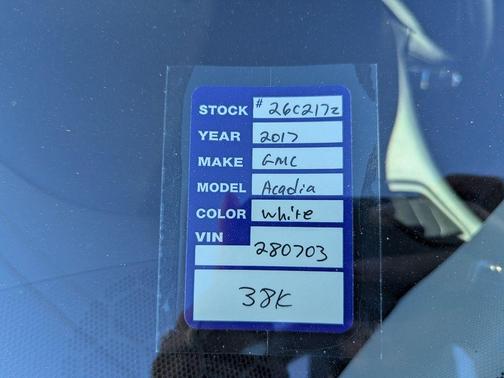 STOCK # 26C217z
YEAR 2017
MAKE GMC
MODEL Acadia
COLOR White
VIN 280703
38K